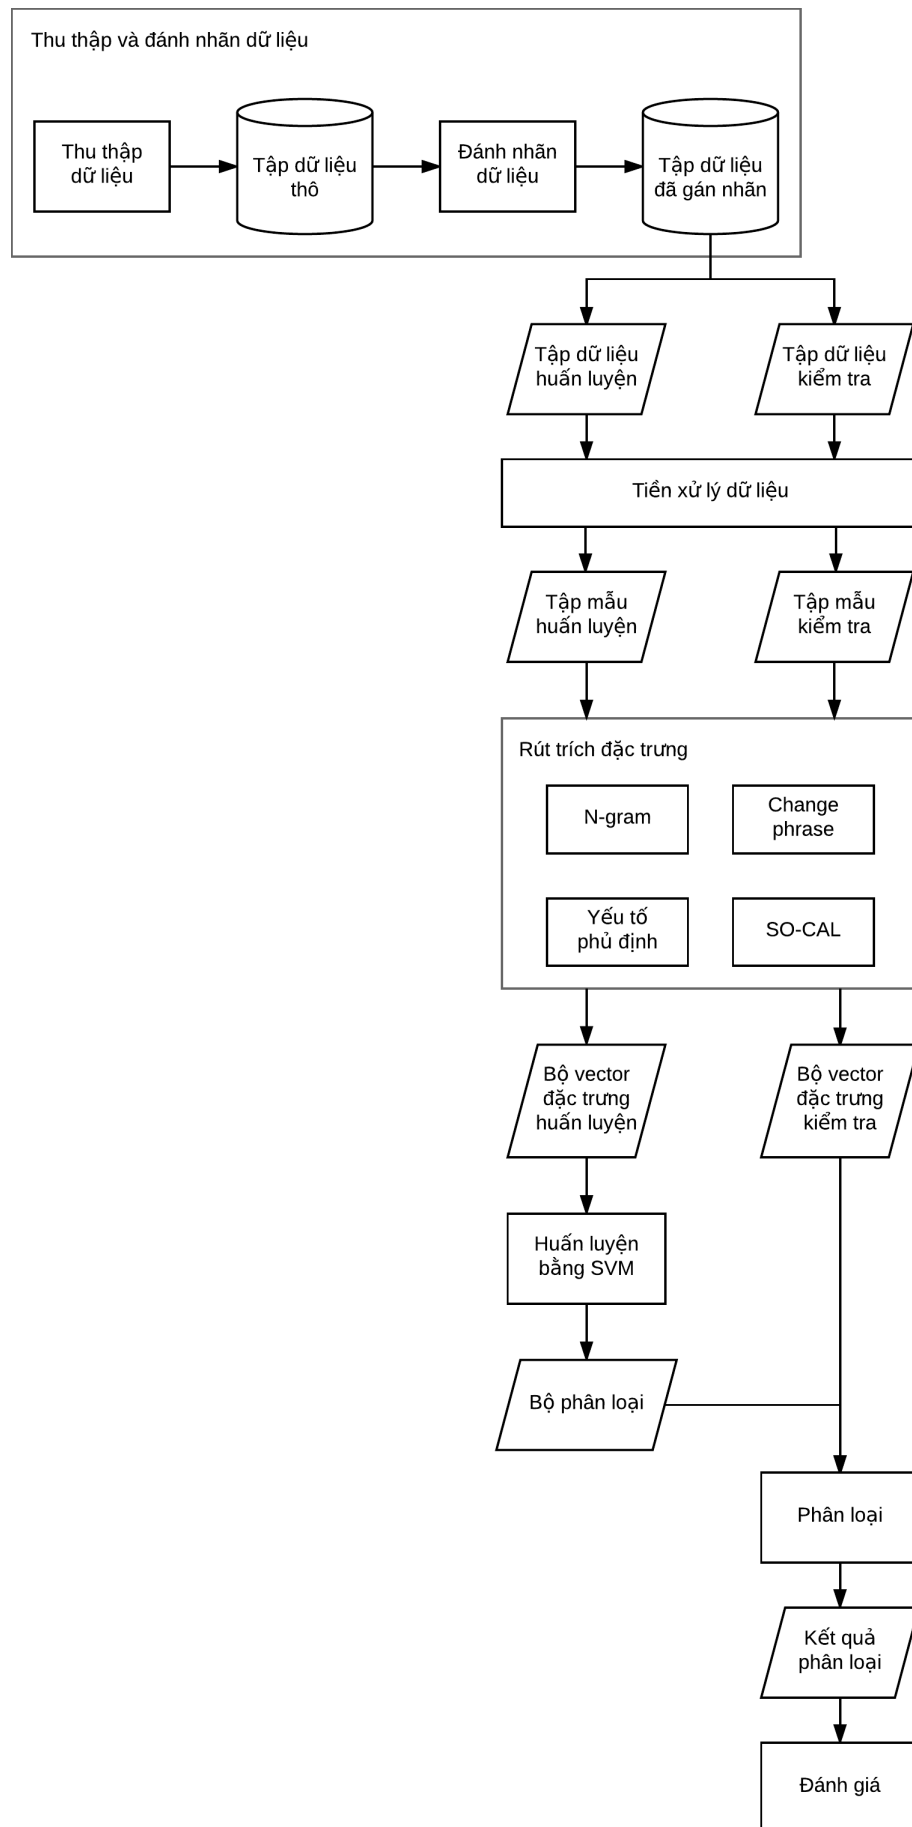 Thu thập và đánh nhãn dữ liệu
Thu thập
dữ liệu
Tập dữ liệu
thô
Đánh nhãn
dữ liệu
Tập dữ liệu
đã gán nhãn
Tập dữ liệu
huấn luyện
Tập dữ liệu
kiểm tra
Tiền xử lý dữ liệu
Tập mẫu
huấn luyện
Tập mẫu
kiểm tra
Rút trích đặc trưng
N-gram
Change
phrase
Yếu tố
phủ định
SO-CAL
Bộ vector
đặc trưng
huấn luyện
Bộ vector
đặc trưng
kiểm tra
Huấn luyện
bằng SVM
Bộ phân loại
Phân loại
Kết quả
phân loại
Đánh giá